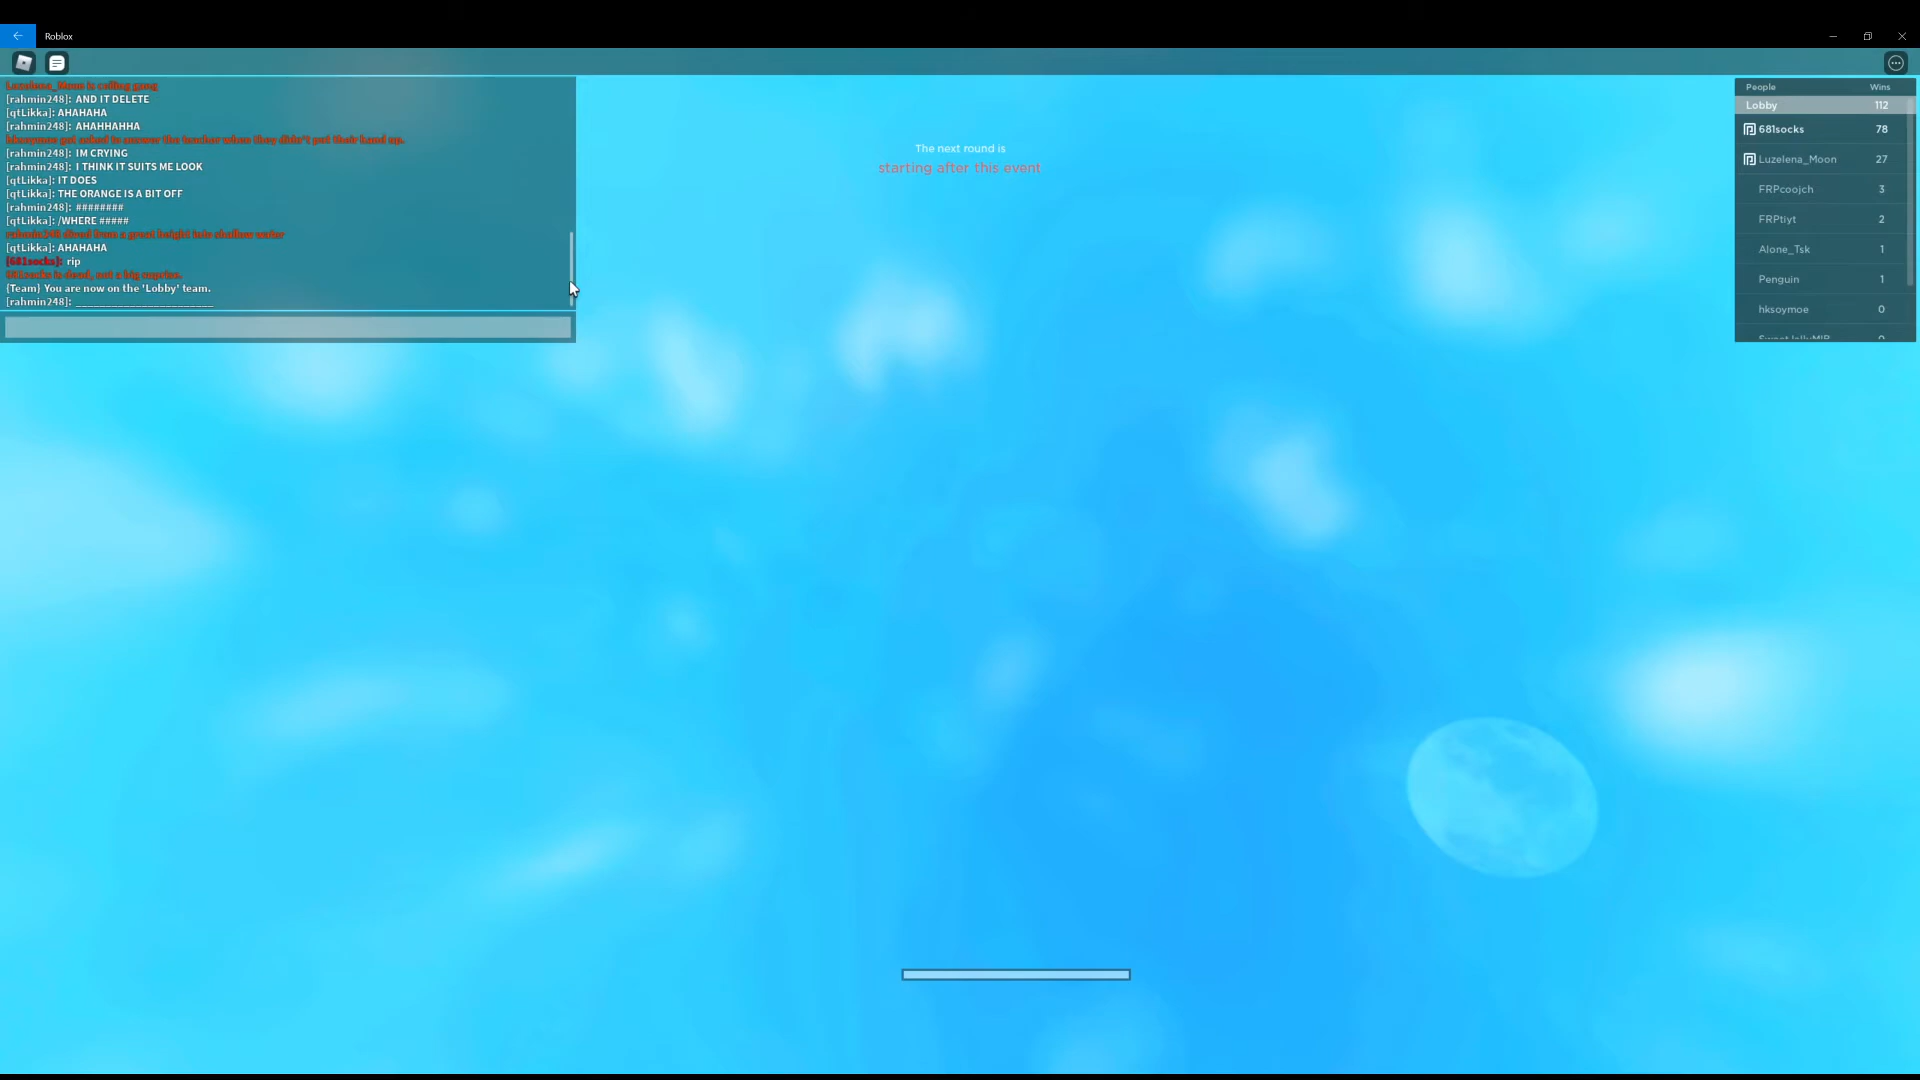 Roblox
Luzelena_Moon is calling gang
[rahmin248]: AND IT DELETE
[qtLikka]: AHAHAHA
[rahmin248]: AHAHHAHHA
hksoymoe got asked to answer the teacher when they didn't put their hand up.
[rahmin248]: IM CRYING
[rahmin248]: I THINK IT SUITS ME LOOK
[qtLikka]: IT DOES
[qtLikka]: THE ORANGE IS A BIT OFF
[rahmin248]: ########
[qtLikka]: /WHERE #####
rahmin248 dived from a great height into shallow water
[qtLikka]: AHAHAHA
[681socks]: rip
681socks is dead, not a big suprise.
{Team} You are now on the 'Lobby' team.
[rahmin248]: _______________________
The next round is
starting after this event
People Wins
Lobby 112
681socks 78
Luzelena_Moon 27
FRPcoojch 3
FRPtiyt 2
Alone_Tsk 1
Penguin 1
hksoymoe 0